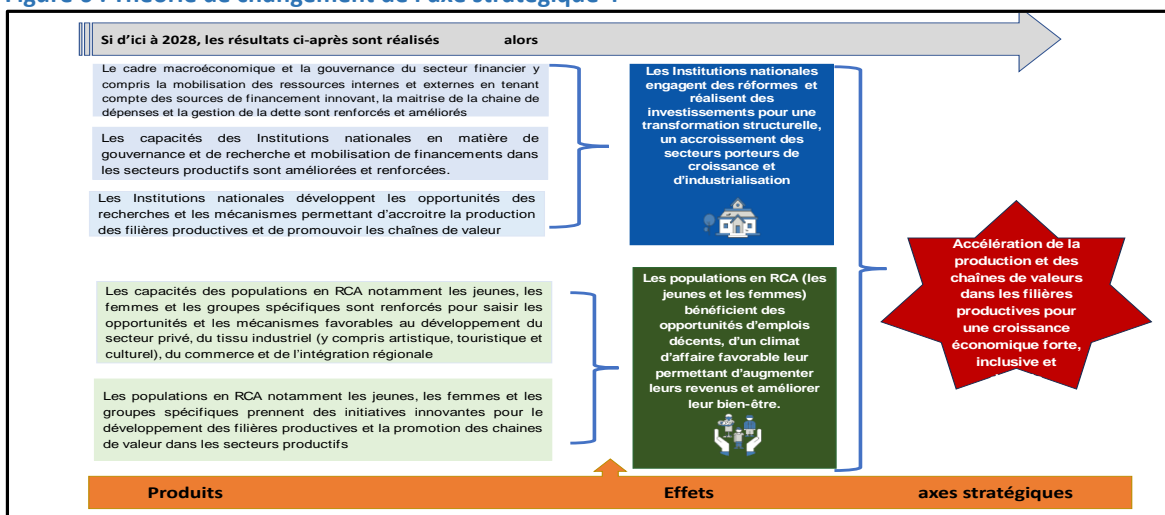 Si d'ici à 2028, les résultats ci-après sont réalisés alors
Le cadre macroéconomique et la gouvernance du secteur financier y
compris la mobilisation des ressources internes et externes en tenant
compte des sources de financement innovant, la maitrise de la chaine de
dépenses et la gestion de la dette sont renforcés et améliorés
Les capacités des Institutions nationales en matière de
gouvernance et de recherche et mobilisation de financements dans
les secteurs productifs sont améliorées et renforcées.
Les Institutions nationales développent les opportunités des
recherches et les mécanismes permettant d'accroitre la production
des filières productives et de promouvoir les chaînes de valeur
Les capacités des populations en RCA notamment les jeunes, les
femmes et les groupes spécifiques sont renforcés pour saisir les
opportunités et les mécanismes favorables au développement du
secteur privé, du tissu industriel (y compris artistique, touristique et
culturel), du commerce et de l'intégration régionale
Les populations en RCA notamment les jeunes, les femmes et les
groupes spécifiques prennent des initiatives innovantes pour le
développement des filières productives et la promotion des chaines
de valeur dans les secteurs productifs
Les Institutions nationales
engagent des réformes et
réalisent des
investissements pour une
transformation structurelle,
un accroissement des
secteurs porteurs de
croissance et
d'industrialisation
Les populations en RCA (les
jeunes et les femmes)
bénéficient des
opportunités d'emplois
décents, d'un climat
d'affaire favorable leur
permettant d'augmenter
leurs revenus et améliorer
leur bien-être.
Accélération de la
production et des
chaînes de valeurs
dans les filières
productives pour
une croissance
économique forte,
inclusive et
Produits Effets axes stratégiques